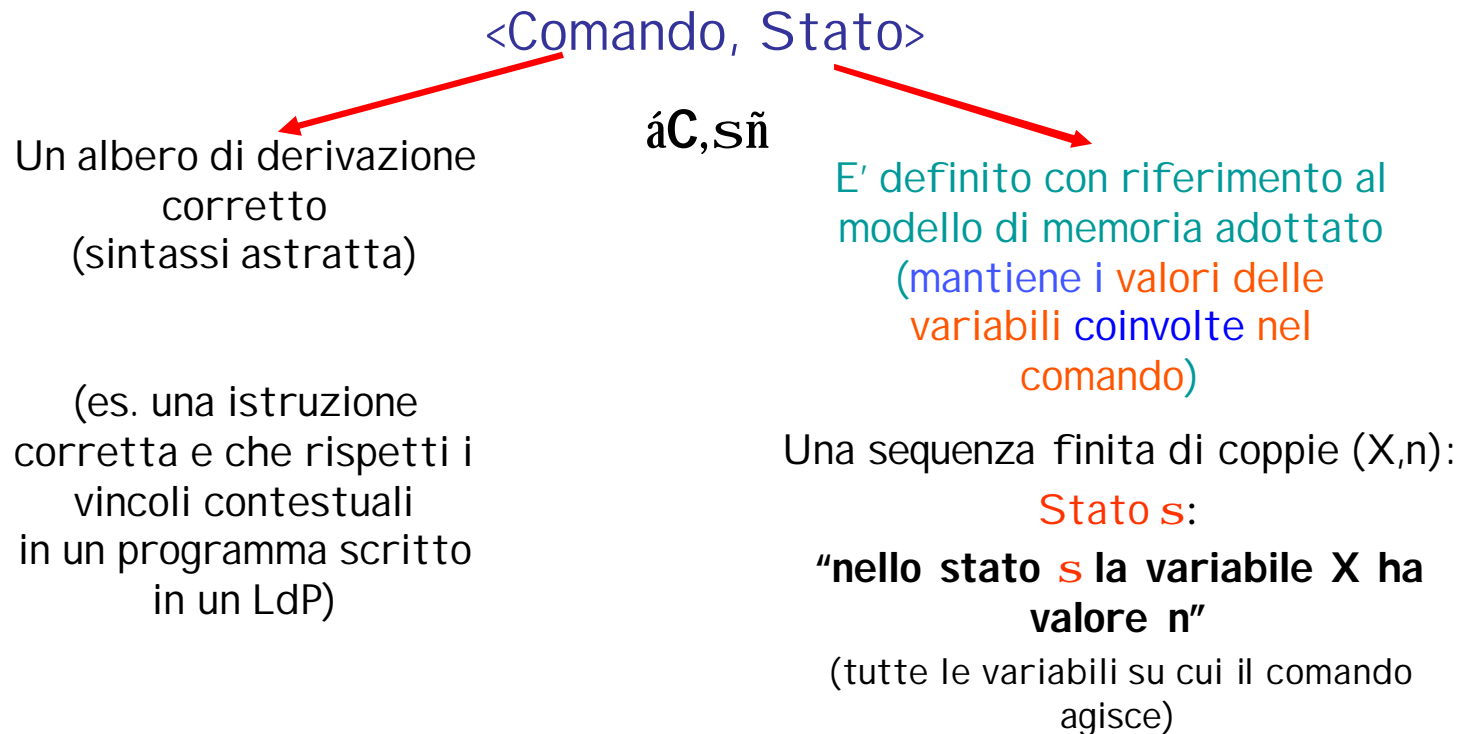 <Comando, Stato>
áC,sñ
Un albero di derivazione
corretto
(sintassi astratta)
(es. una istruzione
corretta e che rispetti i
vincoli contestuali
in un programma scritto
in un LdP)
E' definito con riferimento al
modello di memoria adottato
(mantiene i valori delle
variabili coinvolte nel
comando)
Una sequenza finita di coppie (X,n):
Stato s:
“nello stato s la variabile X ha
valore n”
(tutte le variabili su cui il comando
agisce)